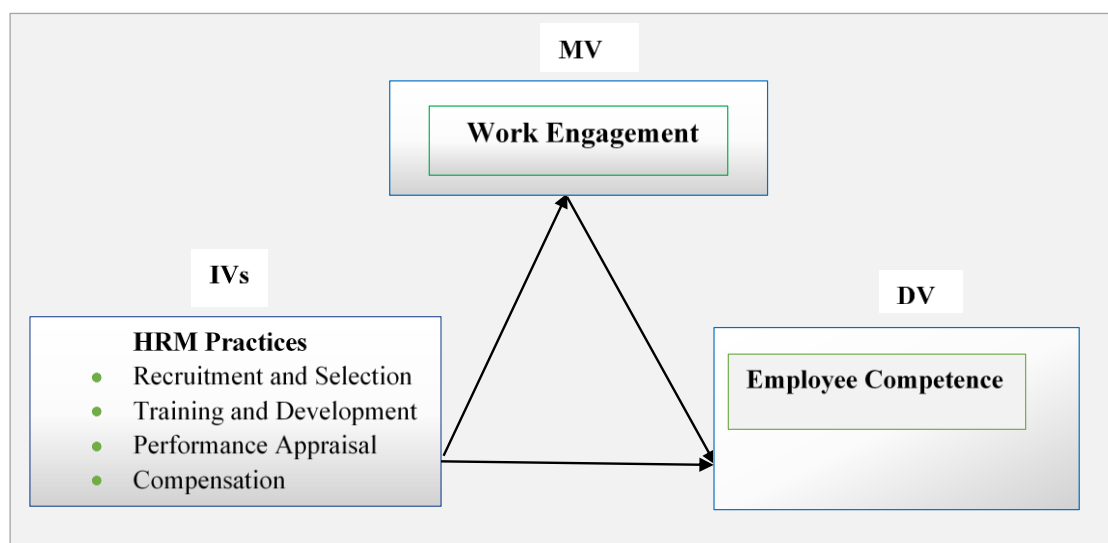 MV
Work Engagement
IVs
HRM Practices
Recruitment and Selection
Training and Development
Performance Appraisal
Compensation
DV
Employee Competence